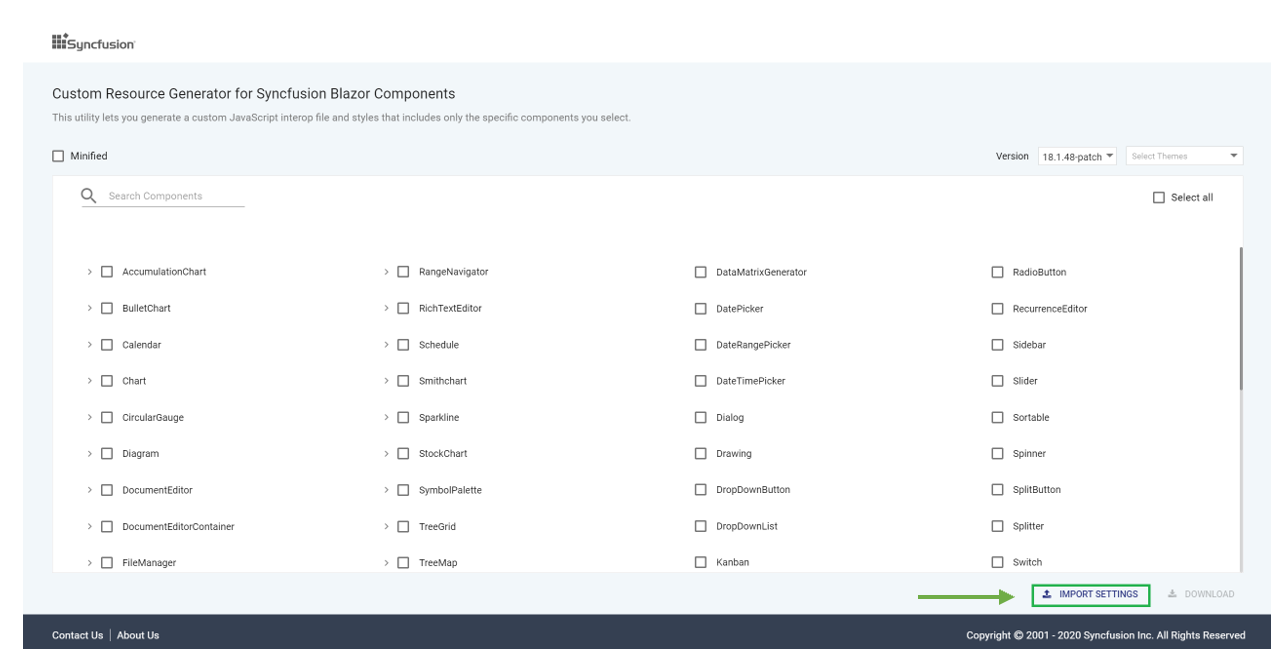 Syncfusion
Custom Resource Generator for Syncfusion Blazor Components
This utility lets you generate a custom JavaScript interop file and styles that includes only the specific components you select.
Minified
Version 18.1.48-patch Select Themes
Search Components
Select all
AccumulationChart RangeNavigator DataMatrixGenerator RadioButton
BulletChart RichTextEditor DatePicker RecurrenceEditor
Calendar Schedule DateRangePicker Sidebar
Chart Smithchart DateTimePicker Slider
CircularGauge Sparkline Dialog Sortable
Diagram StockChart Drawing Spinner
DocumentEditor SymbolPalette DropDownButton SplitButton
DocumentEditorContainer TreeGrid DropDownList Splitter
FileManager TreeMap Kanban Switch
IMPORT SETTINGS DOWNLOAD
Contact Us | About Us Copyright © 2001 - 2020 Syncfusion Inc. All Rights Reserved